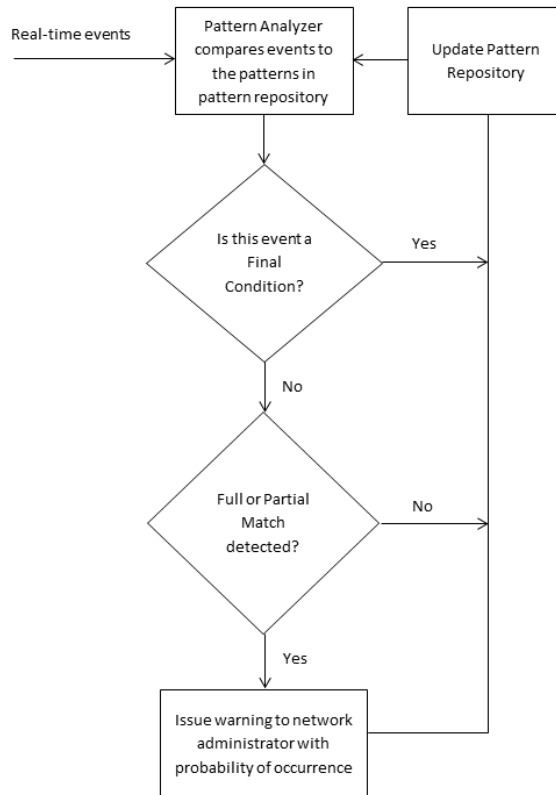 Real-time events
Pattern Analyzer
compares events to
the patterns in
pattern repository
Update Pattern
Repository
Is this event a
Final
Condition?
Yes
No
Full or Partial
Match
detected?
No
Yes
Issue warning to network
administrator with
probability of occurrence